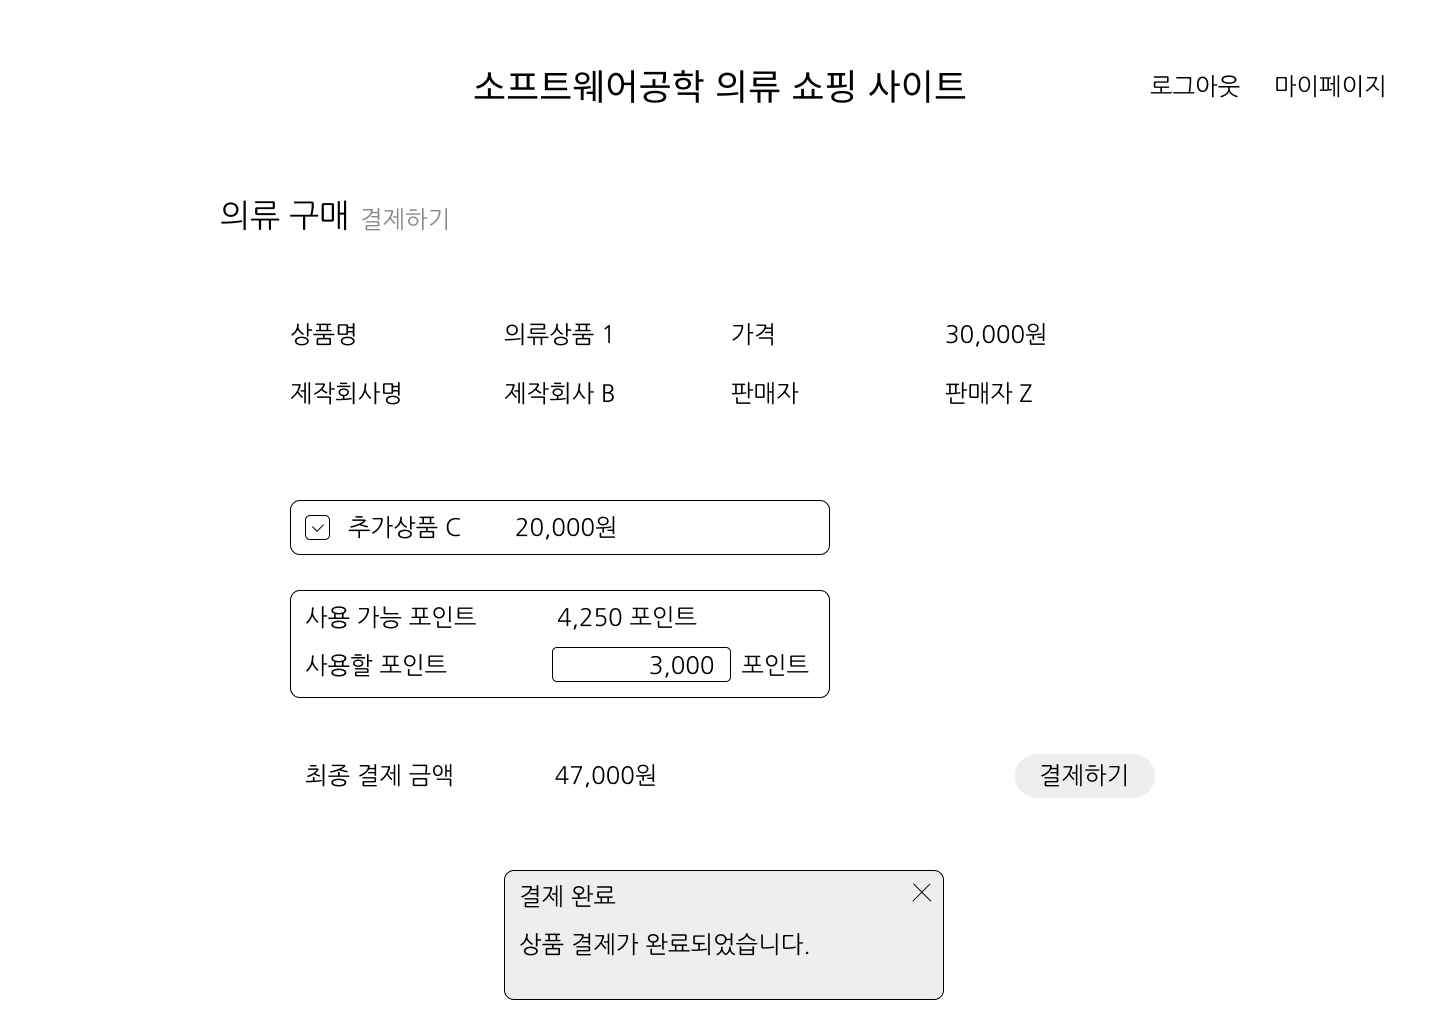 소프트웨어공학 의류 쇼핑 사이트 로그아웃 마이페이지
의류 구매 결제하기
상품명 의류상품 1 가격 30,000원
제작회사명 제작회사 B 판매자 판매자 Z
추가상품 C 20,000원
사용 가능 포인트 4,250 포인트
사용할 포인트 3,000 포인트
최종 결제 금액 47,000원 결제하기
결제 완료
상품 결제가 완료되었습니다.